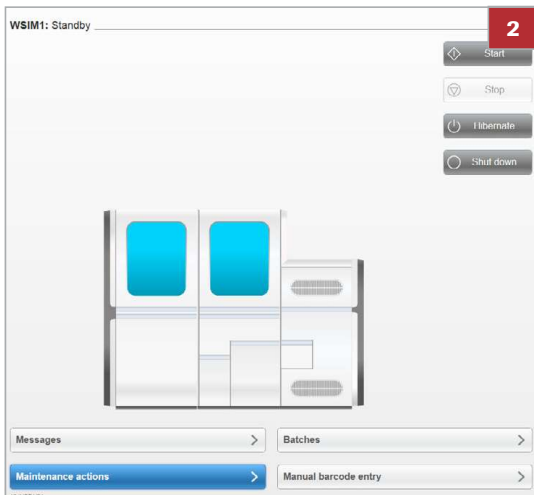 WSIM1: Standby
2
Start
Stop
Hibernate
Shut down
Messages
Batches
Maintenance actions
Manual barcode entry